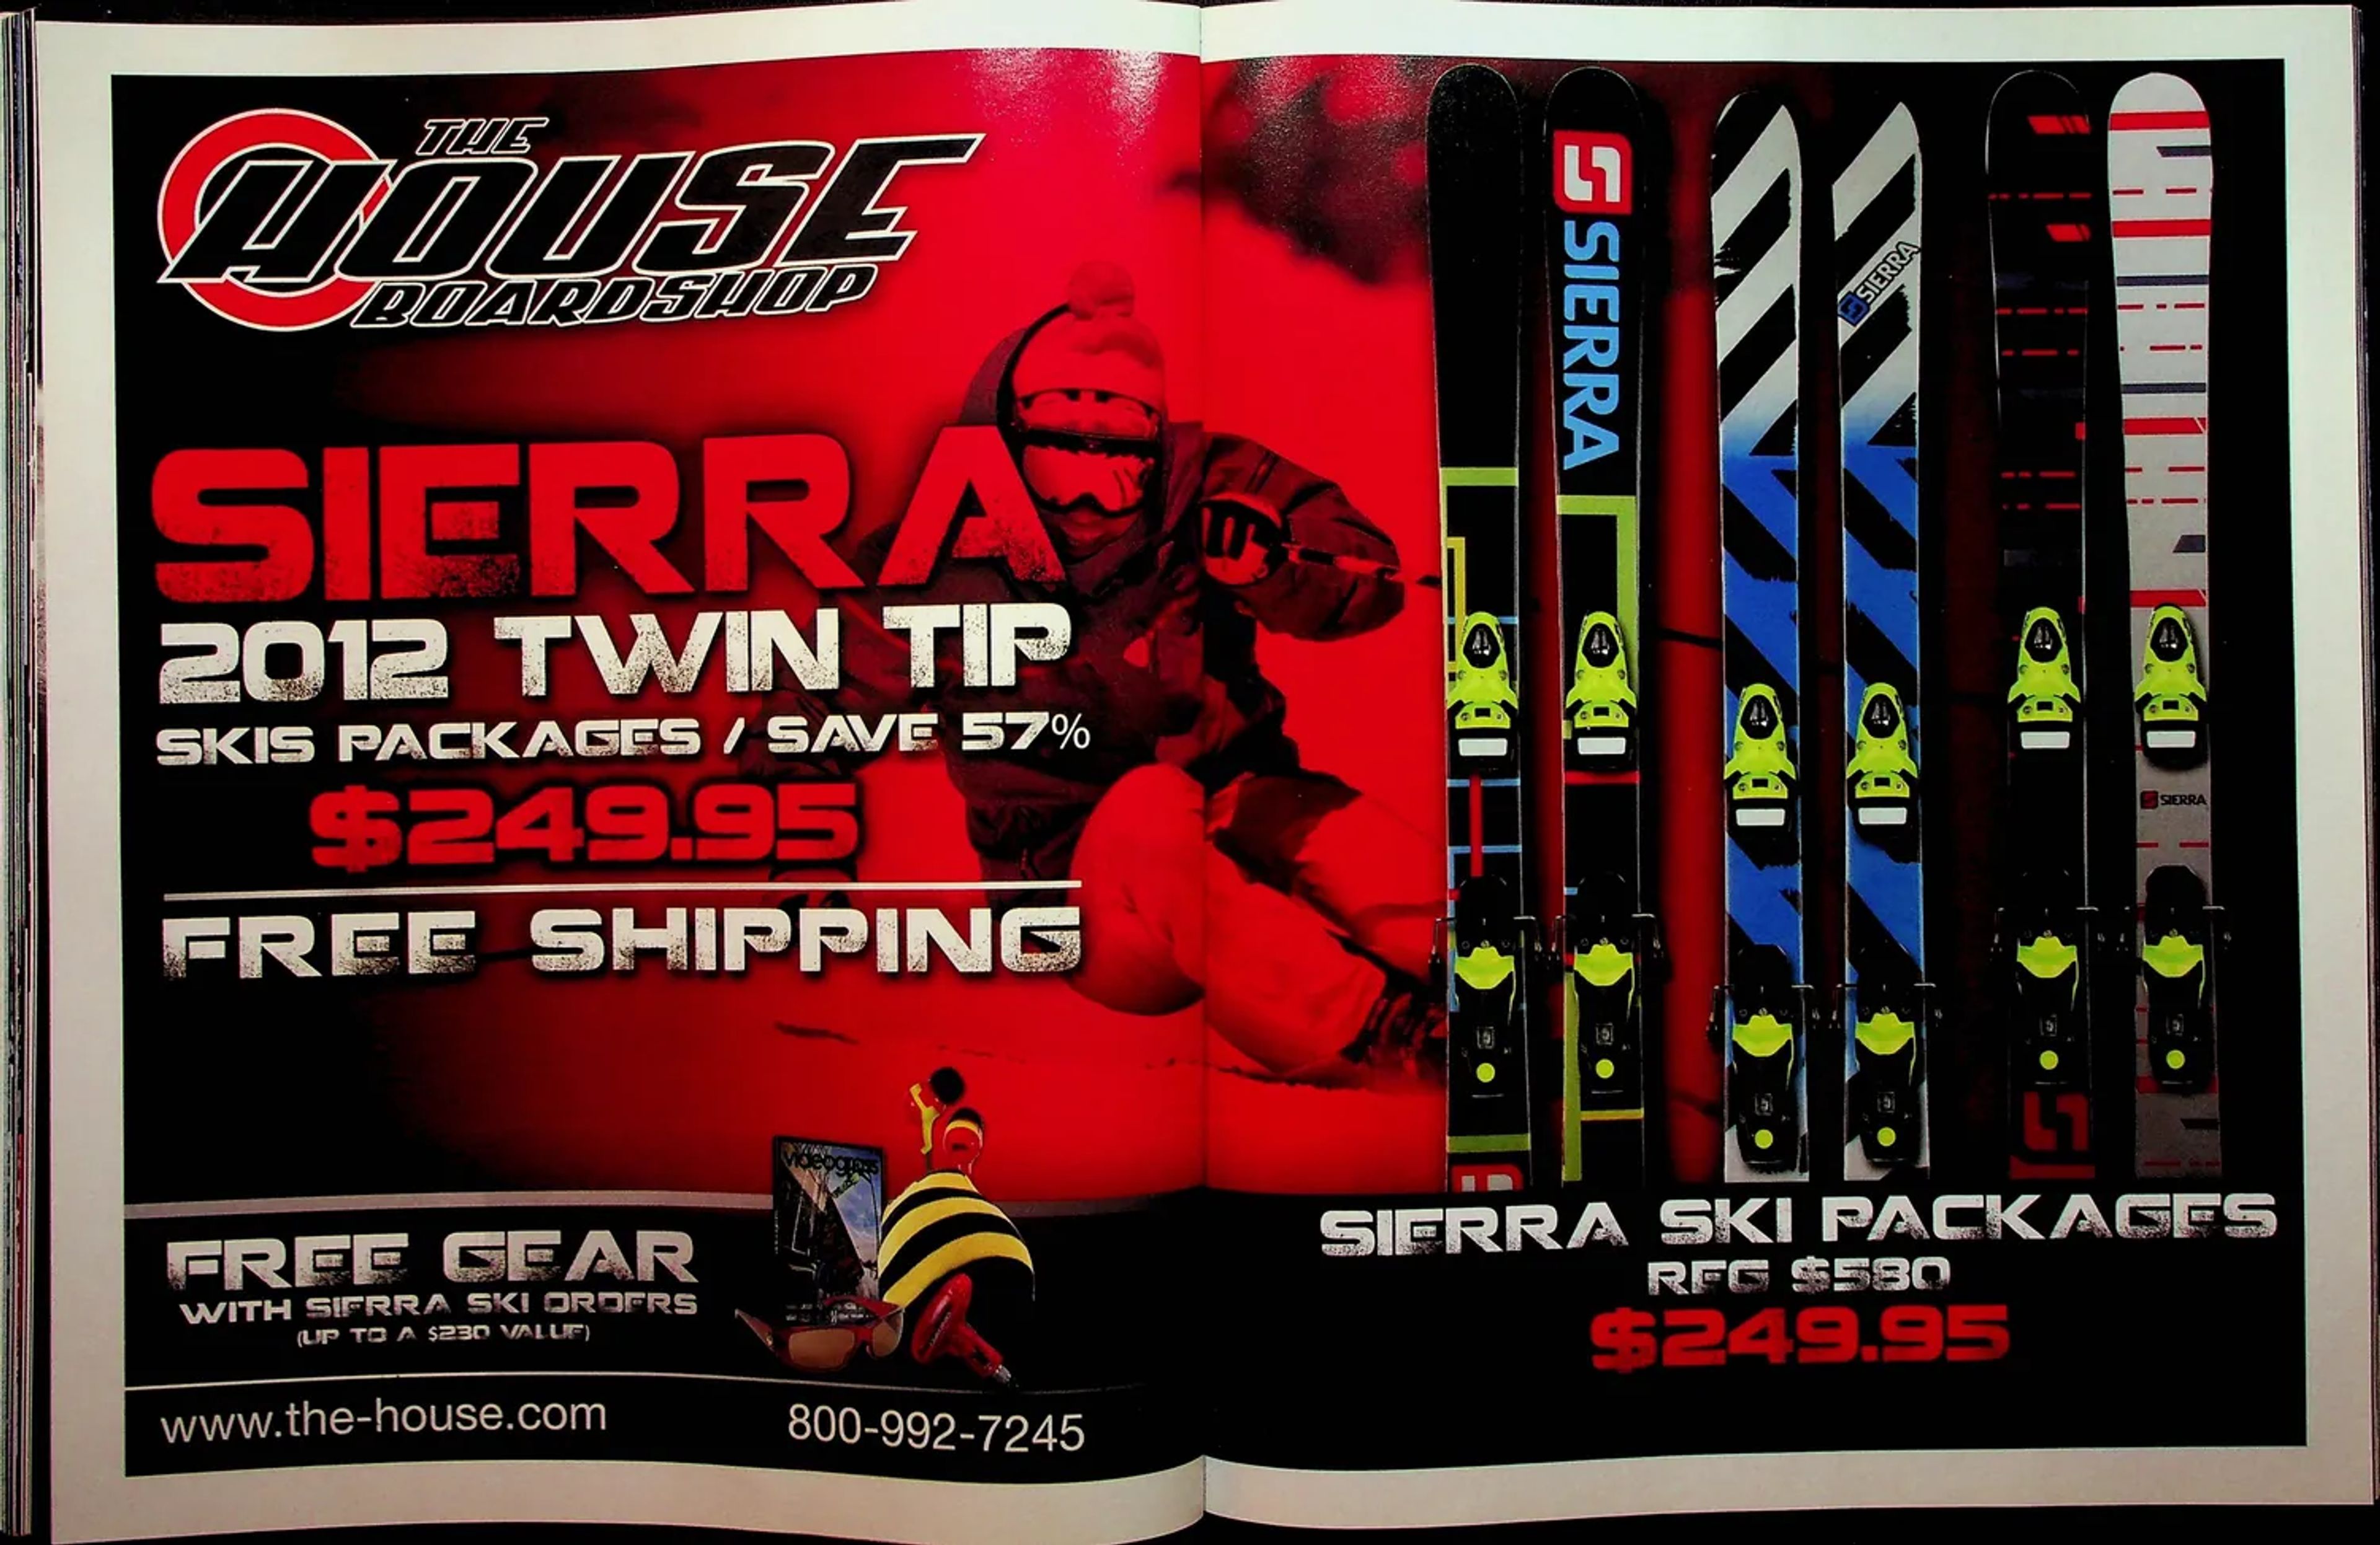 THE
HOUSE
BOARDSHOP
SIERRA
2012 TWIN TIP
SKIS PACKAGES / SAVE 57%
$249.95
FREE SHIPPING
FREE GEAR
WITH SIERRA SKI ORDERS
(UP TO A $230 VALUE)
videograss
www.the-house.com
800-992-7245
SIERRA
SIERRA
SIERRA
SIERRA SKI PACKAGES
REG $580
$249.95